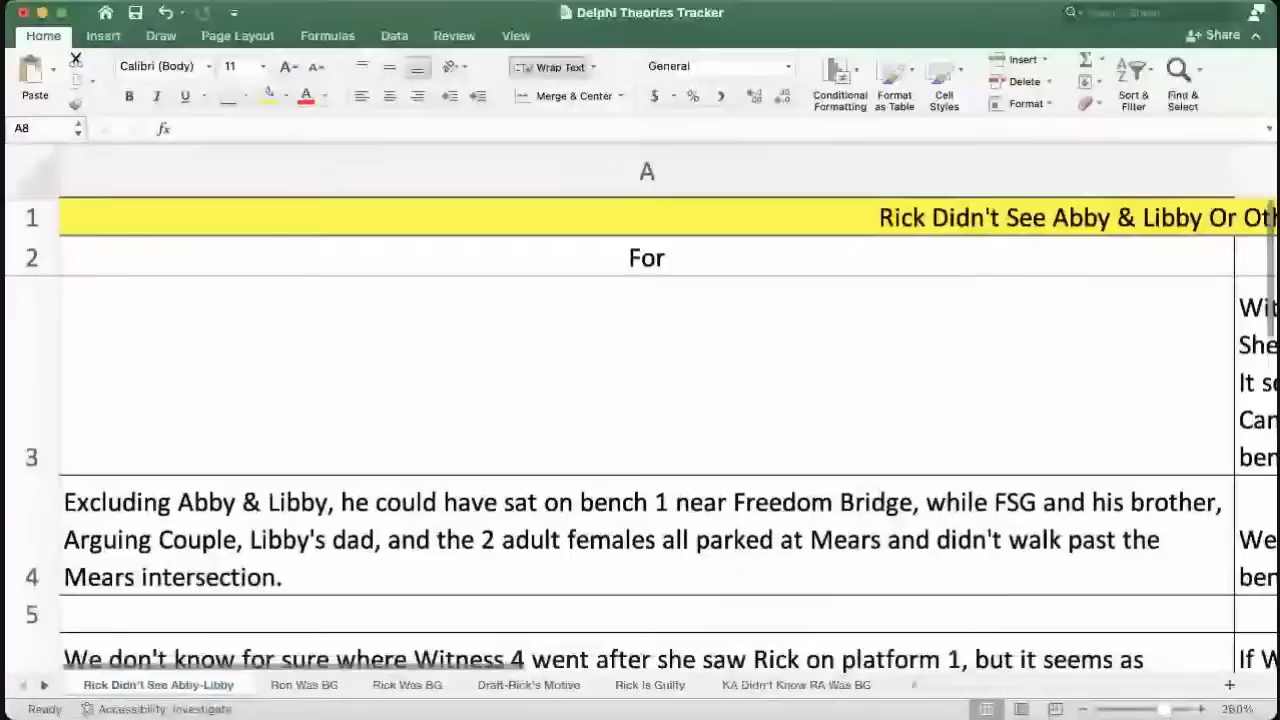 Delphi Theories Tracker
Home Insert Draw Page Layout Formulas Data Review View Share
Paste Calibri (Body) 11 Wrap Text General Insert
B I U Merge & Center $ % Conditional Formatting Format as Table Cell Styles Delete Format Sort & Filter Find & Select
A8 fx
A
1 Rick Didn't See Abby & Libby Or Oth
2 For
Wit
She
It se
Can
3 ben
Excluding Abby & Libby, he could have sat on bench 1 near Freedom Bridge, while FSG and his brother,
Arguing Couple, Libby's dad, and the 2 adult females all parked at Mears and didn't walk past the We
4 Mears intersection. ben
5
We don't know for sure where Witness 4 went after she saw Rick on platform 1, but it seems as If W
Rick Didn't See Abby-Libby Ron Was BG Rick Was BG Draft-Rick's Motive Rick Is Guilty KA Didn't Know RA Was BG
Ready Accessibility: Investigate 260%